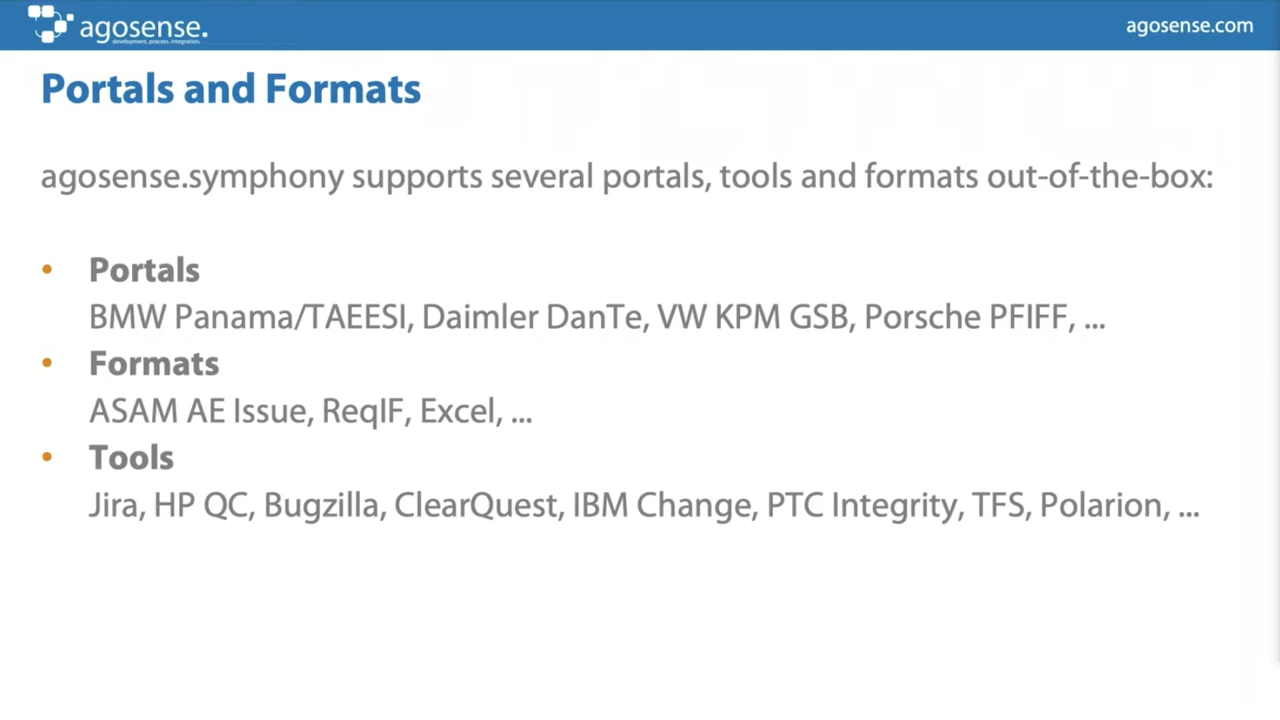 agosense.
development, process, integration.
agosense.com
Portals and Formats
agosense.symphony supports several portals, tools and formats out-of-the-box:
• Portals
BMW Panama/TAEESI, Daimler DanTe, VW KPM GSB, Porsche PFIFF, ...
• Formats
ASAM AE Issue, ReqIF, Excel, ...
• Tools
Jira, HP QC, Bugzilla, ClearQuest, IBM Change, PTC Integrity, TFS, Polarion, ...